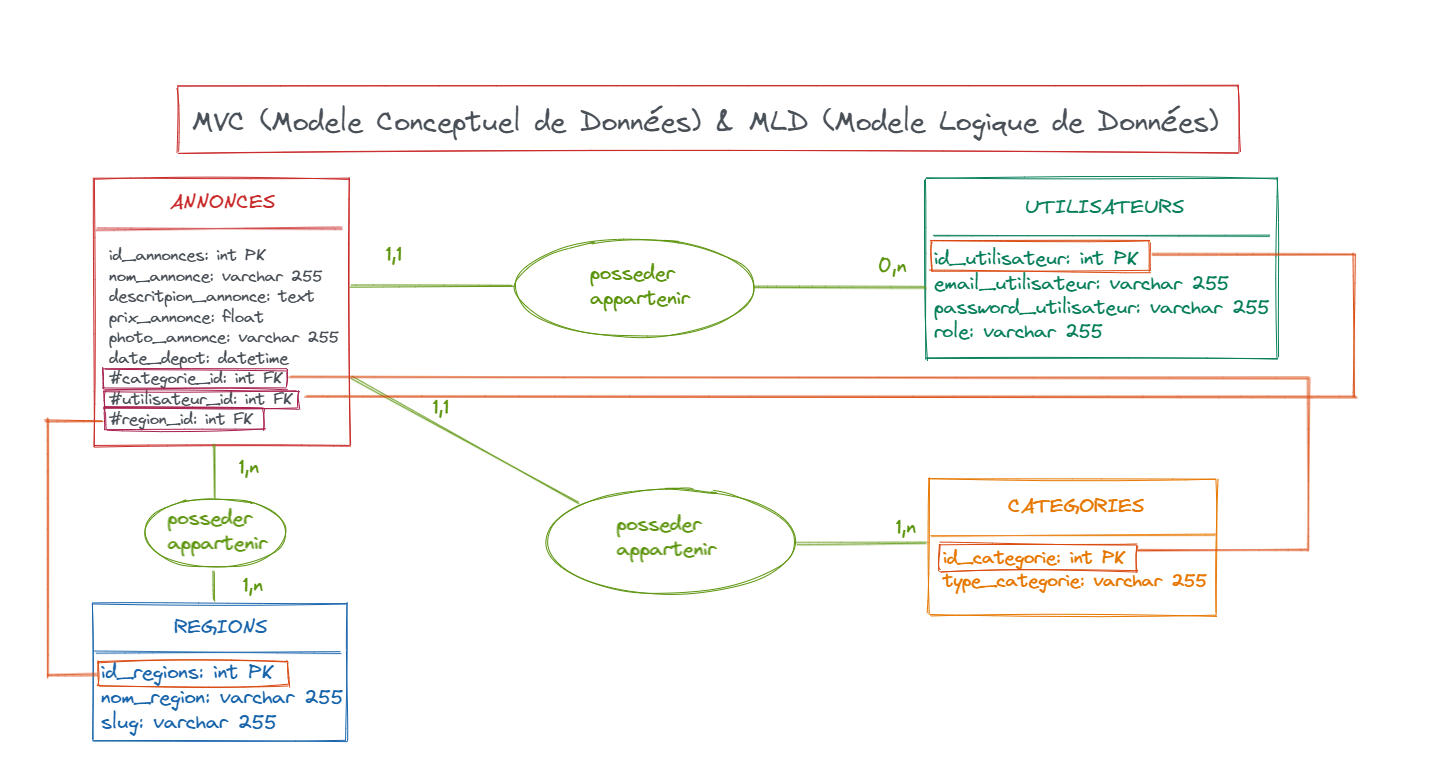 MVC (Modele Conceptuel de Données) & MLD (Modele Logique de Données)
ANNONCES
id_annonces: int PK
nom_annonce: varchar 255
descritpion_annonce: text
prix_annonce: float
photo_annonce: varchar 255
date_depot: datetime
#categorie_id: int FK
#utilisateur_id: int FK
#region_id: int FK
1,1
posseder
appartenir
0,n
UTILISATEURS
id_utilisateur: int PK
email_utilisateur: varchar 255
password_utilisateur: varchar 255
role: varchar 255
1,1
posseder
appartenir
1,n
CATEGORIES
id_categorie: int PK
type_categorie: varchar 255
1,n
posseder
appartenir
1,n
REGIONS
id_regions: int PK
nom_region: varchar 255
slug: varchar 255